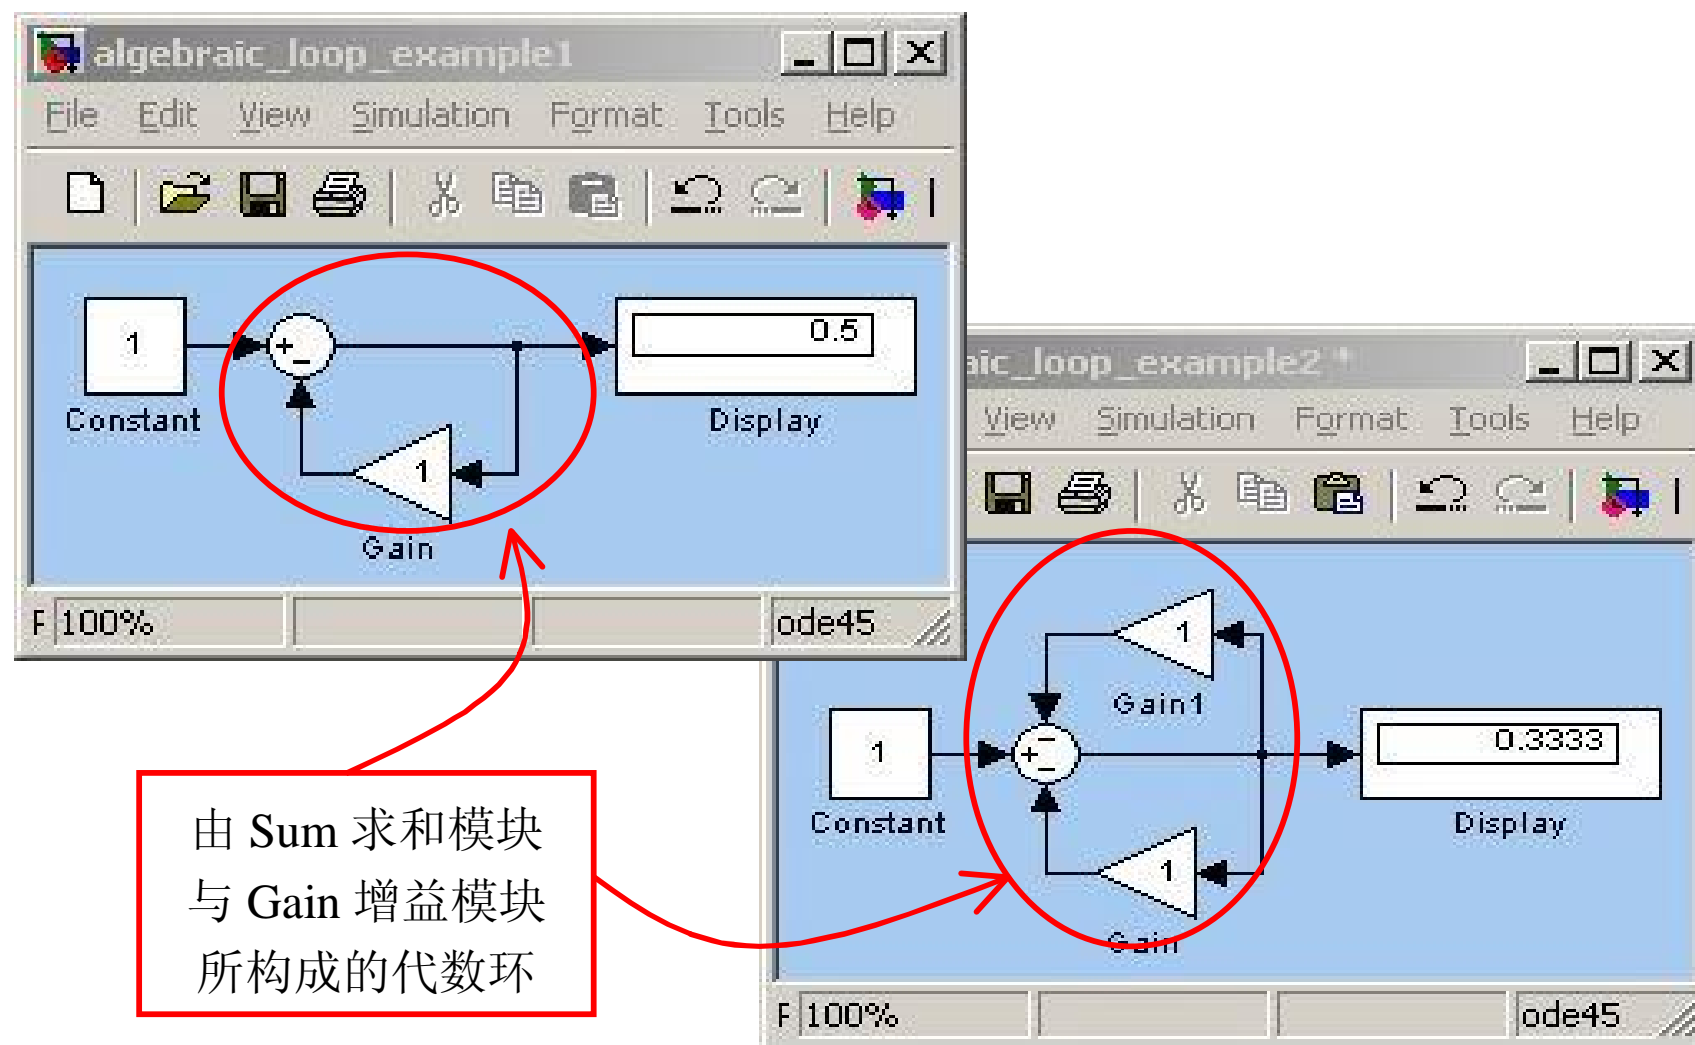 algebraic_loop_example1
File Edit View Simulation Format Tools Help
1
+
-
0.5
Constant
Display
1
Gain
100%
ode45
aic_loop_example2 *
View Simulation Format Tools Help
1
Gain1
1
-
+
-
0.3333
Constant
Display
1
Gain
100%
ode45
由 Sum 求和模块
与 Gain 增益模块
所构成的代数环